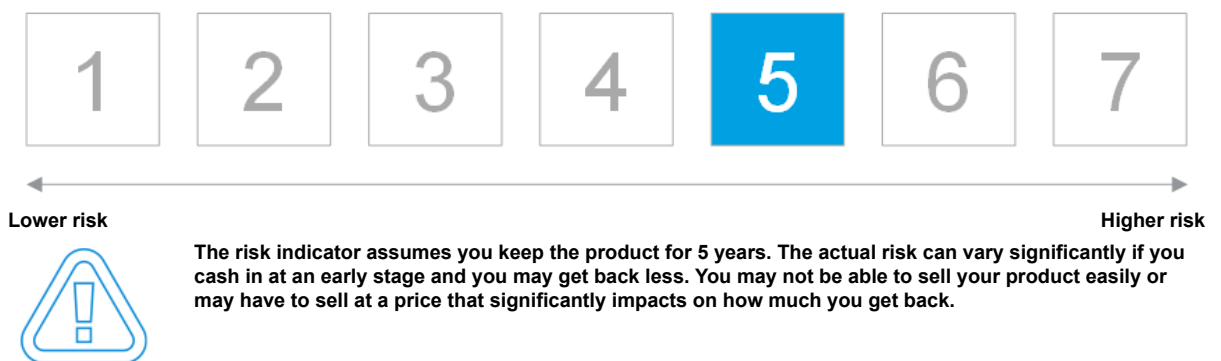 1 2 3 4 5 6 7
Lower risk Higher risk
The risk indicator assumes you keep the product for 5 years. The actual risk can vary significantly if you
cash in at an early stage and you may get back less. You may not be able to sell your product easily or
may have to sell at a price that significantly impacts on how much you get back.